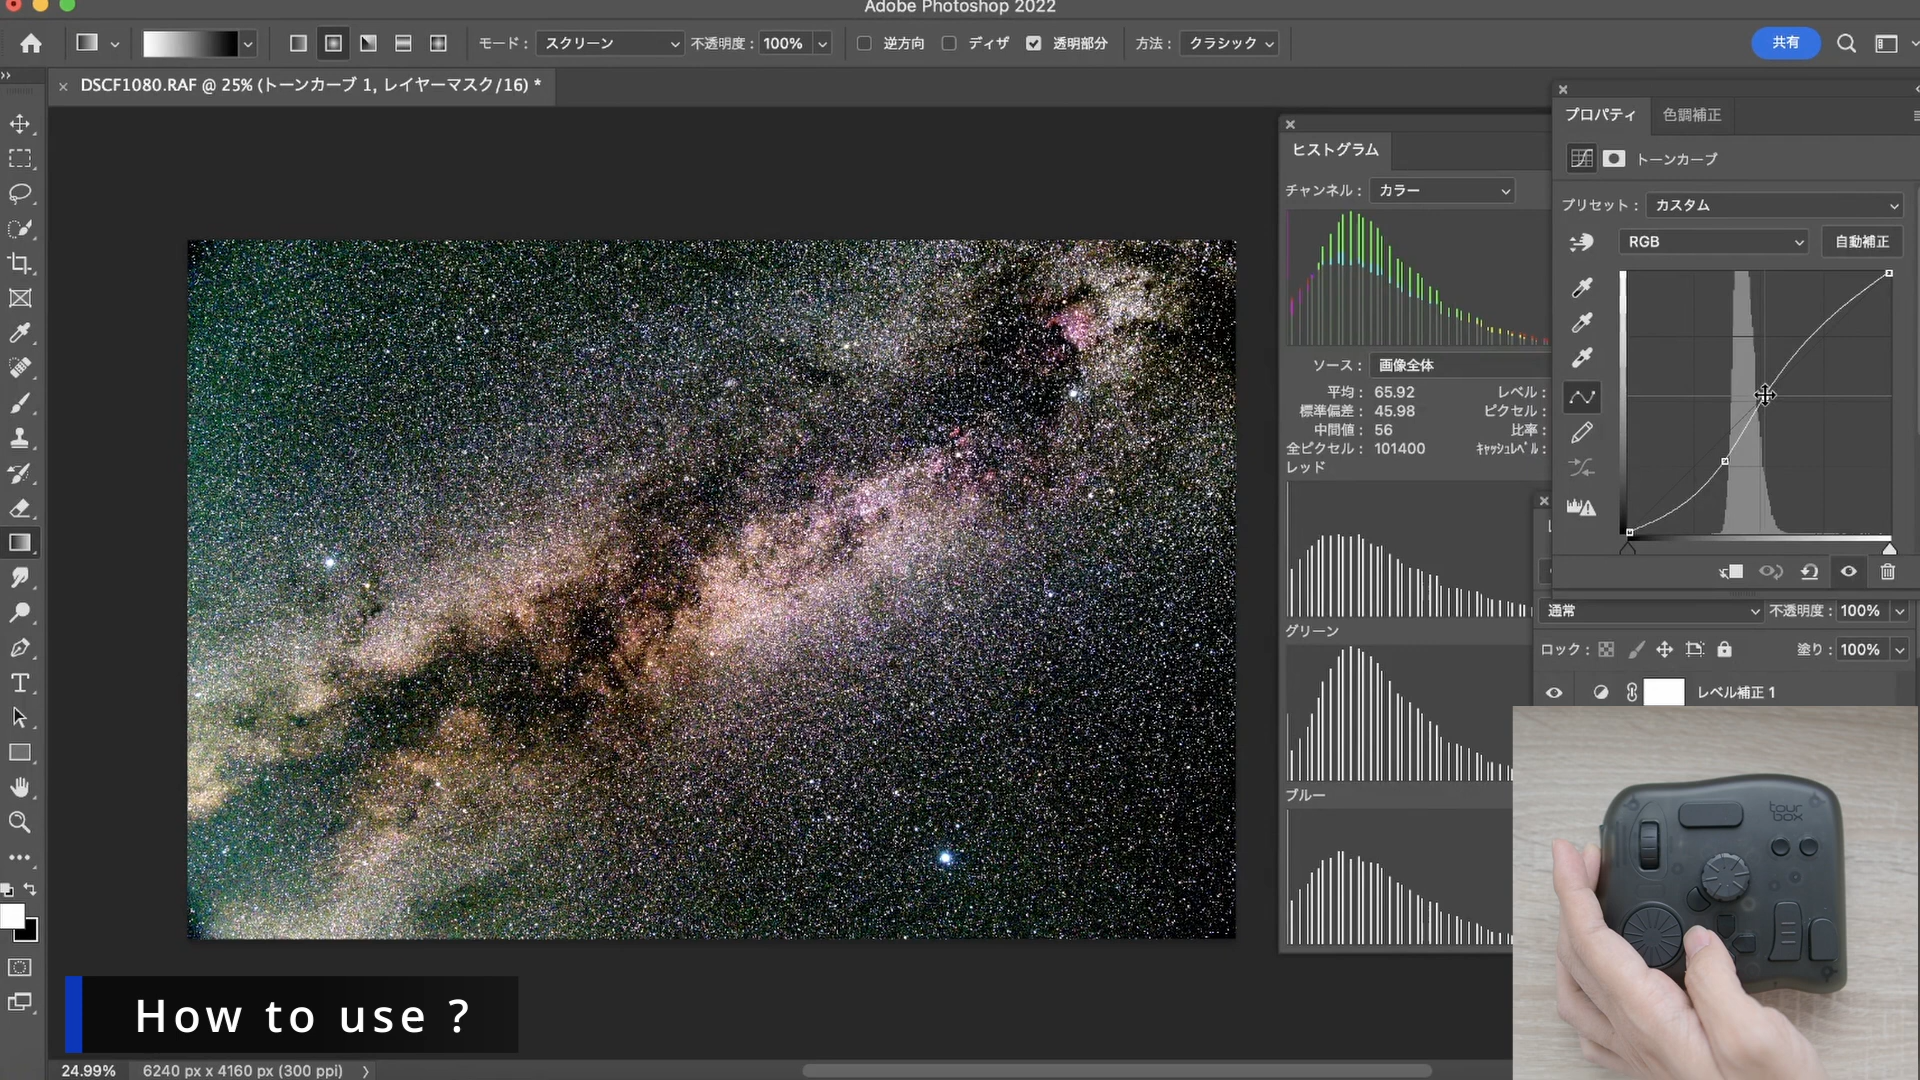 Adobe Photoshop 2022
モード： スクリーン 不透明度： 100% 逆方向 ディザ 透明部分 方法： クラシック 共有
DSCF1080.RAF @ 25% (トーンカーブ 1, レイヤーマスク/16) *
プロパティ 色調補正
トーンカーブ
プリセット： カスタム
RGB 自動補正
ヒストグラム
チャンネル： カラー
ソース： 画像全体
平均： 65.92 レベル：
標準偏差： 45.98 ピクセル：
中間値： 56 比率：
全ピクセル： 101400 ｷｬｯｼｭﾚﾍﾞﾙ：
レッド
グリーン
ブルー
通常 不透明度： 100%
ロック： 塗り： 100%
レベル補正 1
tour
box
How to use ?
24.99% 6240 px x 4160 px (300 ppi)